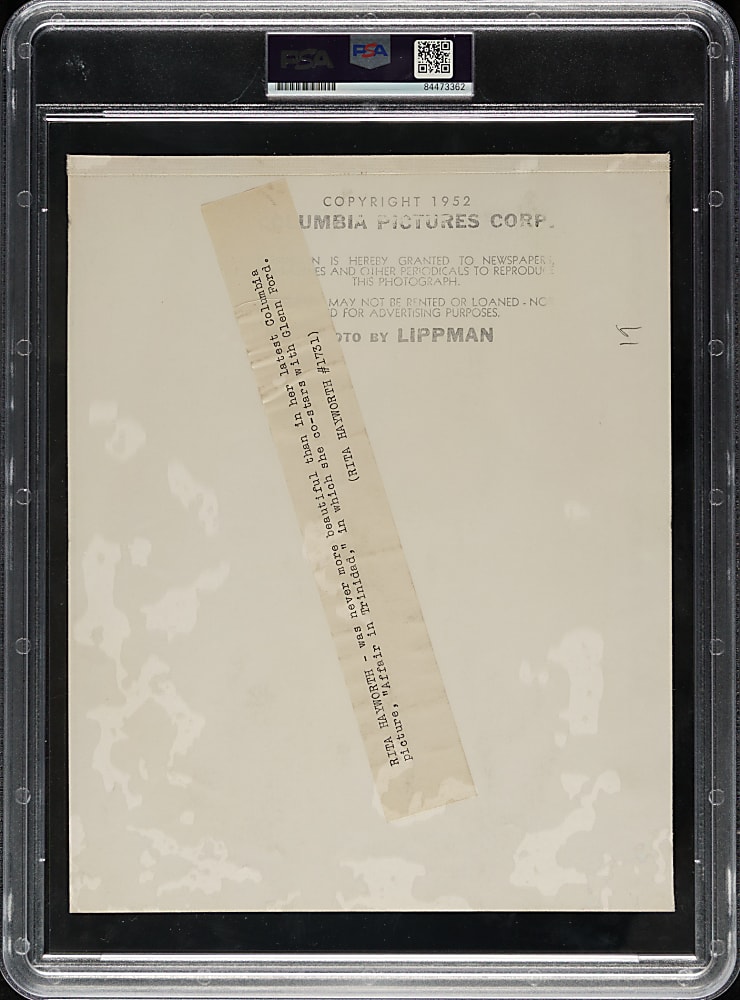 PSA
PSA
84473362
COPYRIGHT 1952
UMBIA PICTURES CORP.
N IS HEREBY GRANTED TO NEWSPAPERS,
ES AND OTHER PERIODICALS TO REPRODUCE
THIS PHOTOGRAPH.
MAY NOT BE RENTED OR LOANED - NO
D FOR ADVERTISING PURPOSES.
OTO BY LIPPMAN
RITA HAYWORTH - was never more beautiful than in her latest Columbia
picture, "Affair in Trinidad," in which she co-stars with Glenn Ford.
(RITA HAYWORTH #1731)